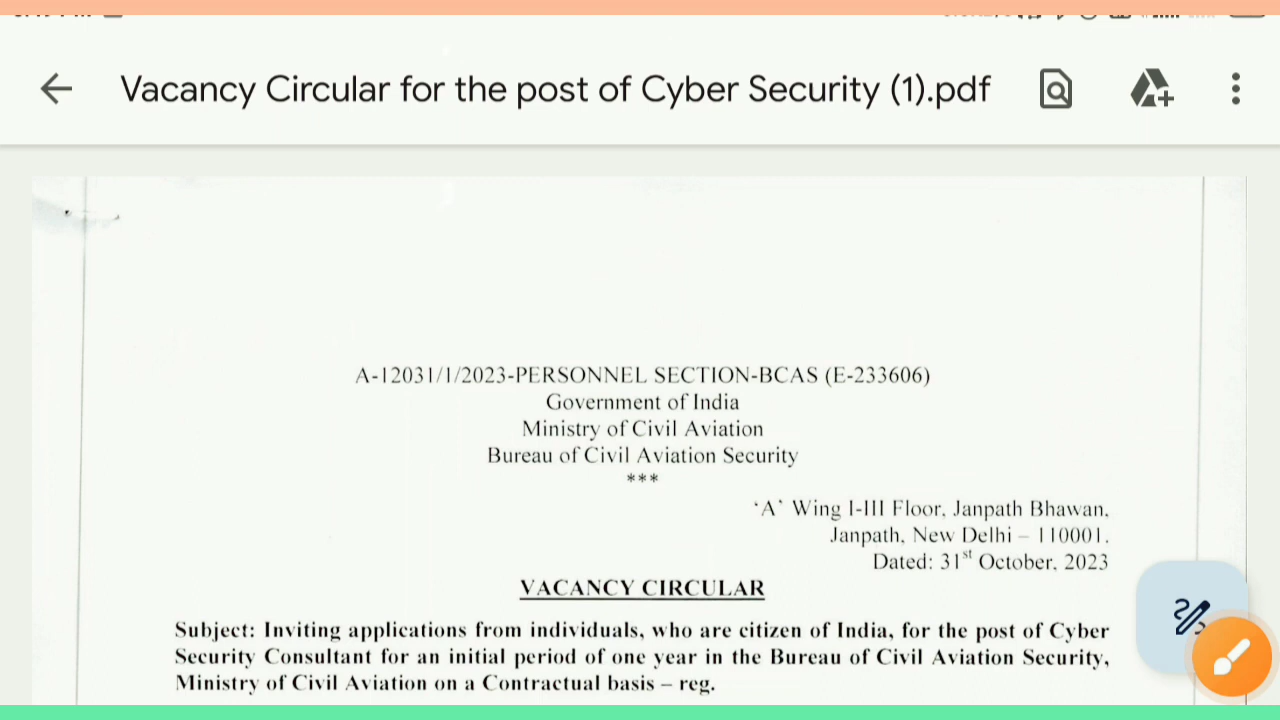 Vacancy Circular for the post of Cyber Security (1).pdf
A-12031/1/2023-PERSONNEL SECTION-BCAS (E-233606)
Government of India
Ministry of Civil Aviation
Bureau of Civil Aviation Security
***
'A' Wing I-III Floor, Janpath Bhawan,
Janpath, New Delhi – 110001.
Dated: 31st October, 2023
VACANCY CIRCULAR
Subject: Inviting applications from individuals, who are citizen of India, for the post of Cyber
Security Consultant for an initial period of one year in the Bureau of Civil Aviation Security,
Ministry of Civil Aviation on a Contractual basis – reg.